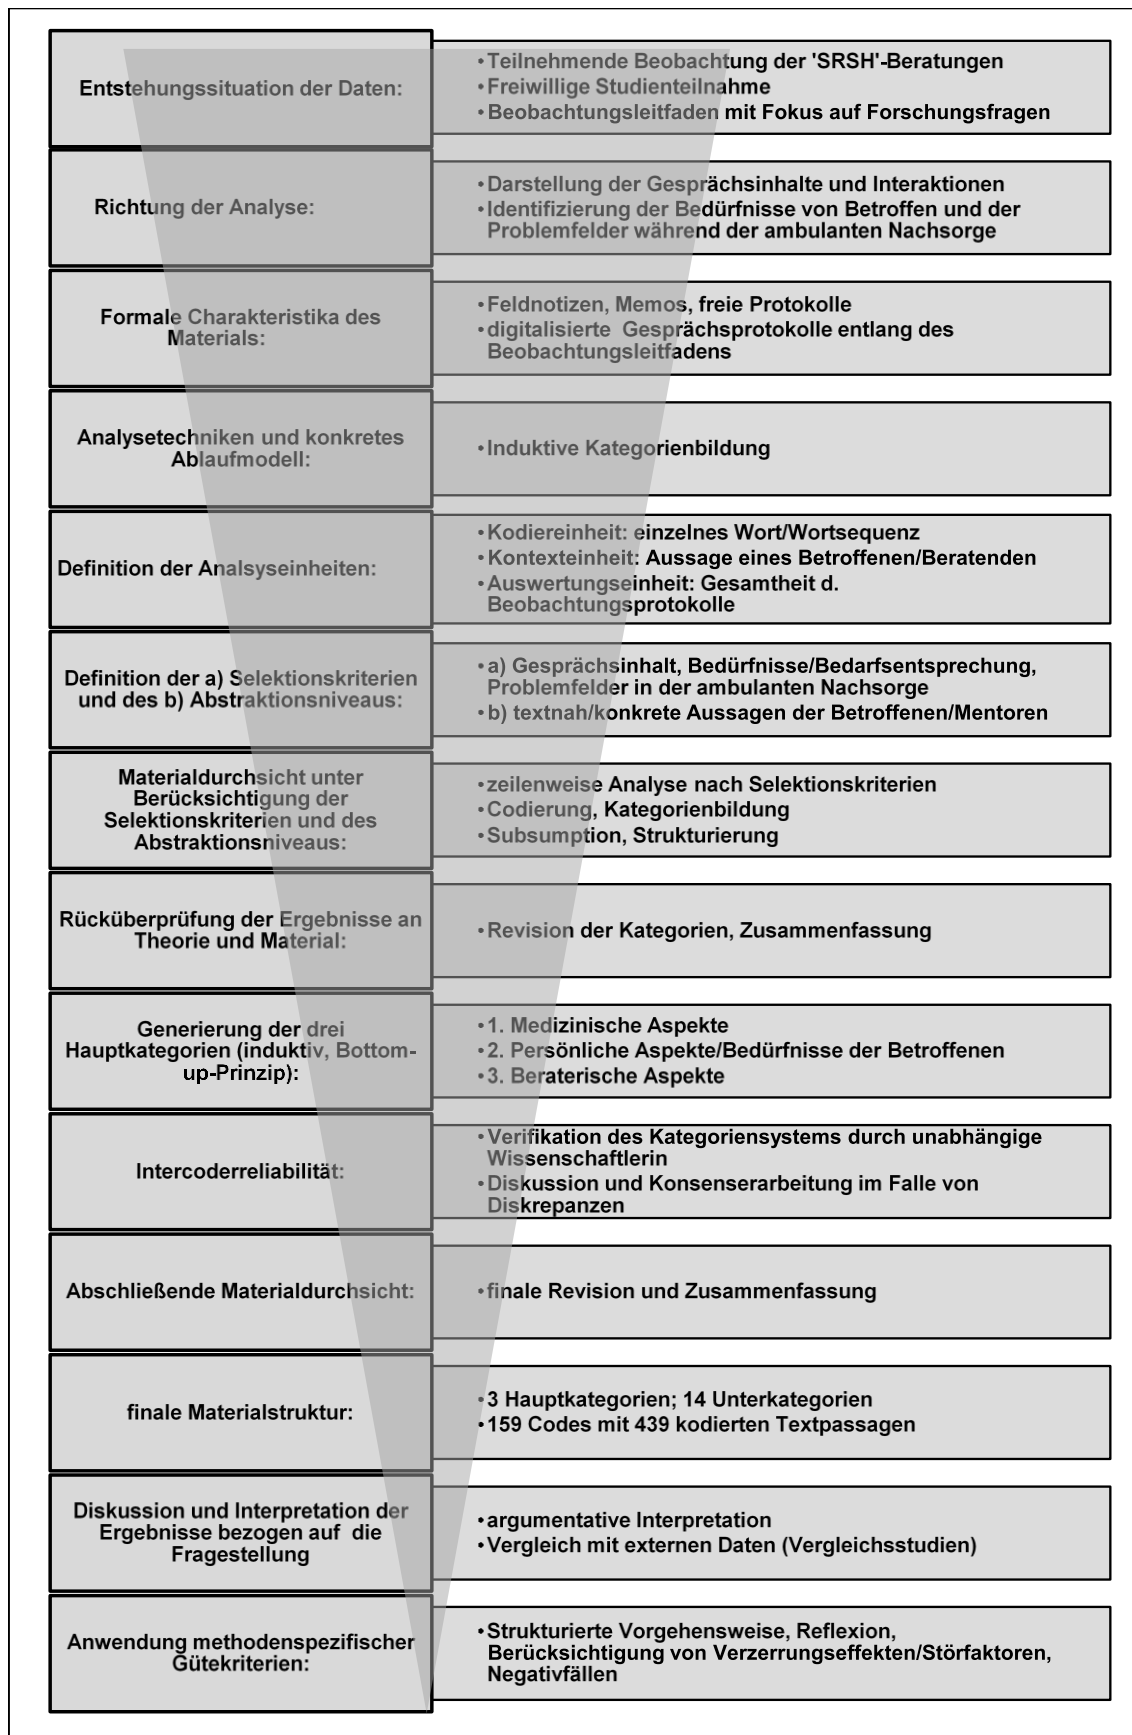 Entstehungssituation der Daten:
•Teilnehmende Beobachtung der 'SRSH'-Beratungen
•Freiwillige Studienteilnahme
•Beobachtungsleitfaden mit Fokus auf Forschungsfragen
Richtung der Analyse:
•Darstellung der Gesprächsinhalte und Interaktionen
•Identifizierung der Bedürfnisse von Betroffen und der
Problemfelder während der ambulanten Nachsorge
Formale Charakteristika des
Materials:
•Feldnotizen, Memos, freie Protokolle
•digitalisierte  Gesprächsprotokolle entlang des
Beobachtungsleitfadens
Analysetechniken und konkretes
Ablaufmodell:
•Induktive Kategorienbildung
Definition der Analsyseinheiten:
•Kodiereinheit: einzelnes Wort/Wortsequenz
•Kontexteinheit: Aussage eines Betroffenen/Beratenden
•Auswertungseinheit: Gesamtheit d.
Beobachtungsprotokolle
Definition der a) Selektionskriterien
und des b) Abstraktionsniveaus:
•a) Gesprächsinhalt, Bedürfnisse/Bedarfsentsprechung,
Problemfelder in der ambulanten Nachsorge
•b) textnah/konkrete Aussagen der Betroffenen/Mentoren
Materialdurchsicht unter
Berücksichtigung der
Selektionskriterien und des
Abstraktionsniveaus:
•zeilenweise Analyse nach Selektionskriterien
•Codierung, Kategorienbildung
•Subsumption, Strukturierung
Rücküberprüfung der Ergebnisse an
Theorie und Material:
•Revision der Kategorien, Zusammenfassung
Generierung der drei
Hauptkategorien (induktiv, Bottom-
up-Prinzip):
•1. Medizinische Aspekte
•2. Persönliche Aspekte/Bedürfnisse der Betroffenen
•3. Beraterische Aspekte
Intercoderreliabilität:
•Verifikation des Kategoriensystems durch unabhängige
Wissenschaftlerin
•Diskussion und Konsenserarbeitung im Falle von
Diskrepanzen
Abschließende Materialdurchsicht:
•finale Revision und Zusammenfassung
finale Materialstruktur:
•3 Hauptkategorien; 14 Unterkategorien
•159 Codes mit 439 kodierten Textpassagen
Diskussion und Interpretation der
Ergebnisse bezogen auf  die
Fragestellung
•argumentative Interpretation
•Vergleich mit externen Daten (Vergleichsstudien)
Anwendung methodenspezifischer
Gütekriterien:
•Strukturierte Vorgehensweise, Reflexion,
Berücksichtigung von Verzerrungseffekten/Störfaktoren,
Negativfällen